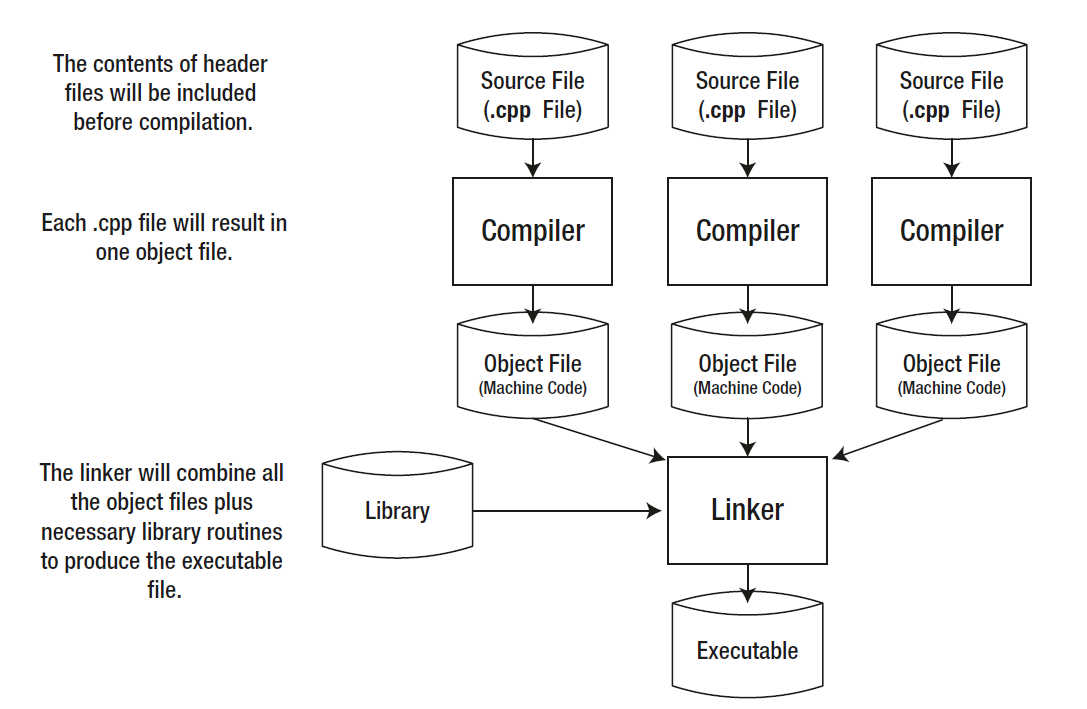 The contents of header
files will be included
before compilation.
Source File
(.cpp File)
Source File
(.cpp File)
Source File
(.cpp File)
Each .cpp file will result in
one object file.
Compiler
Compiler
Compiler
Object File
(Machine Code)
Object File
(Machine Code)
Object File
(Machine Code)
The linker will combine all
the object files plus
necessary library routines
to produce the executable
file.
Library
Linker
Executable